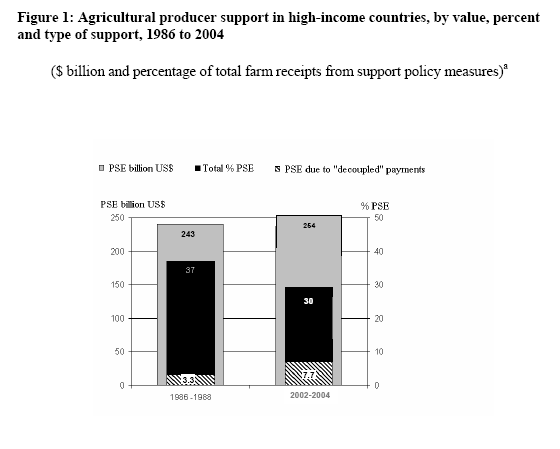 Figure 1: Agricultural producer support in high-income countries, by value, percent
and type of support, 1986 to 2004
($ billion and percentage of total farm receipts from support policy measures)a
PSE billion US$ Total % PSE PSE due to "decoupled" payments
PSE billion US$ % PSE
250 50
254
243
200 40
37
150 30
30
100 20
50 10
3.3 7.7
0 0
1986-1988 2002-2004